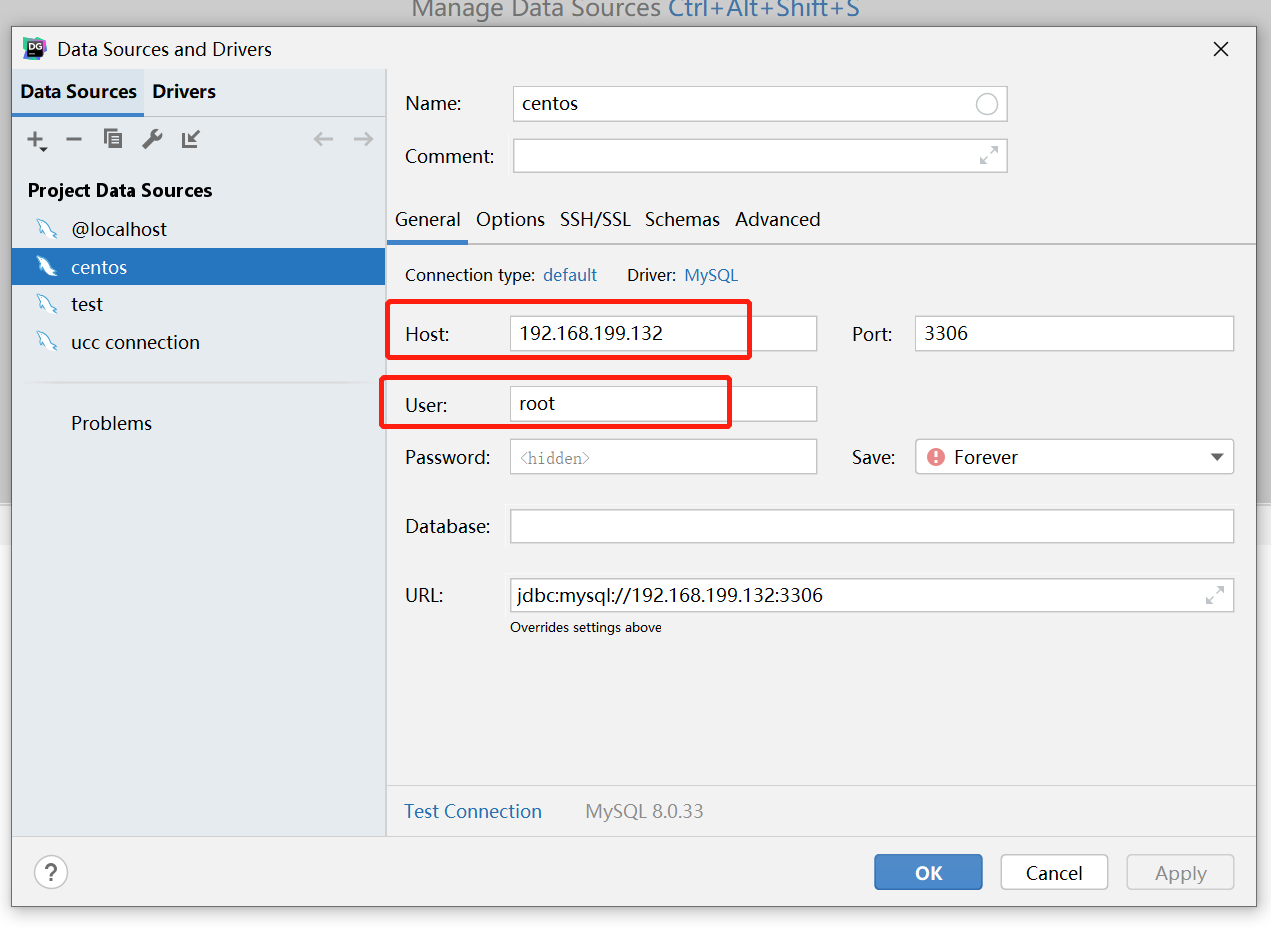 Manage Data Sources Ctrl+Alt+Shift+S
DG Data Sources and Drivers
Data Sources Drivers
Project Data Sources
@localhost
centos
test
ucc connection
Problems
Name: centos
Comment:
General Options SSH/SSL Schemas Advanced
Connection type: default Driver: MySQL
Host: 192.168.199.132 Port: 3306
User: root
Password: <hidden> Save: Forever
Database:
URL: jdbc:mysql://192.168.199.132:3306
Overrides settings above
Test Connection MySQL 8.0.33
? OK Cancel Apply